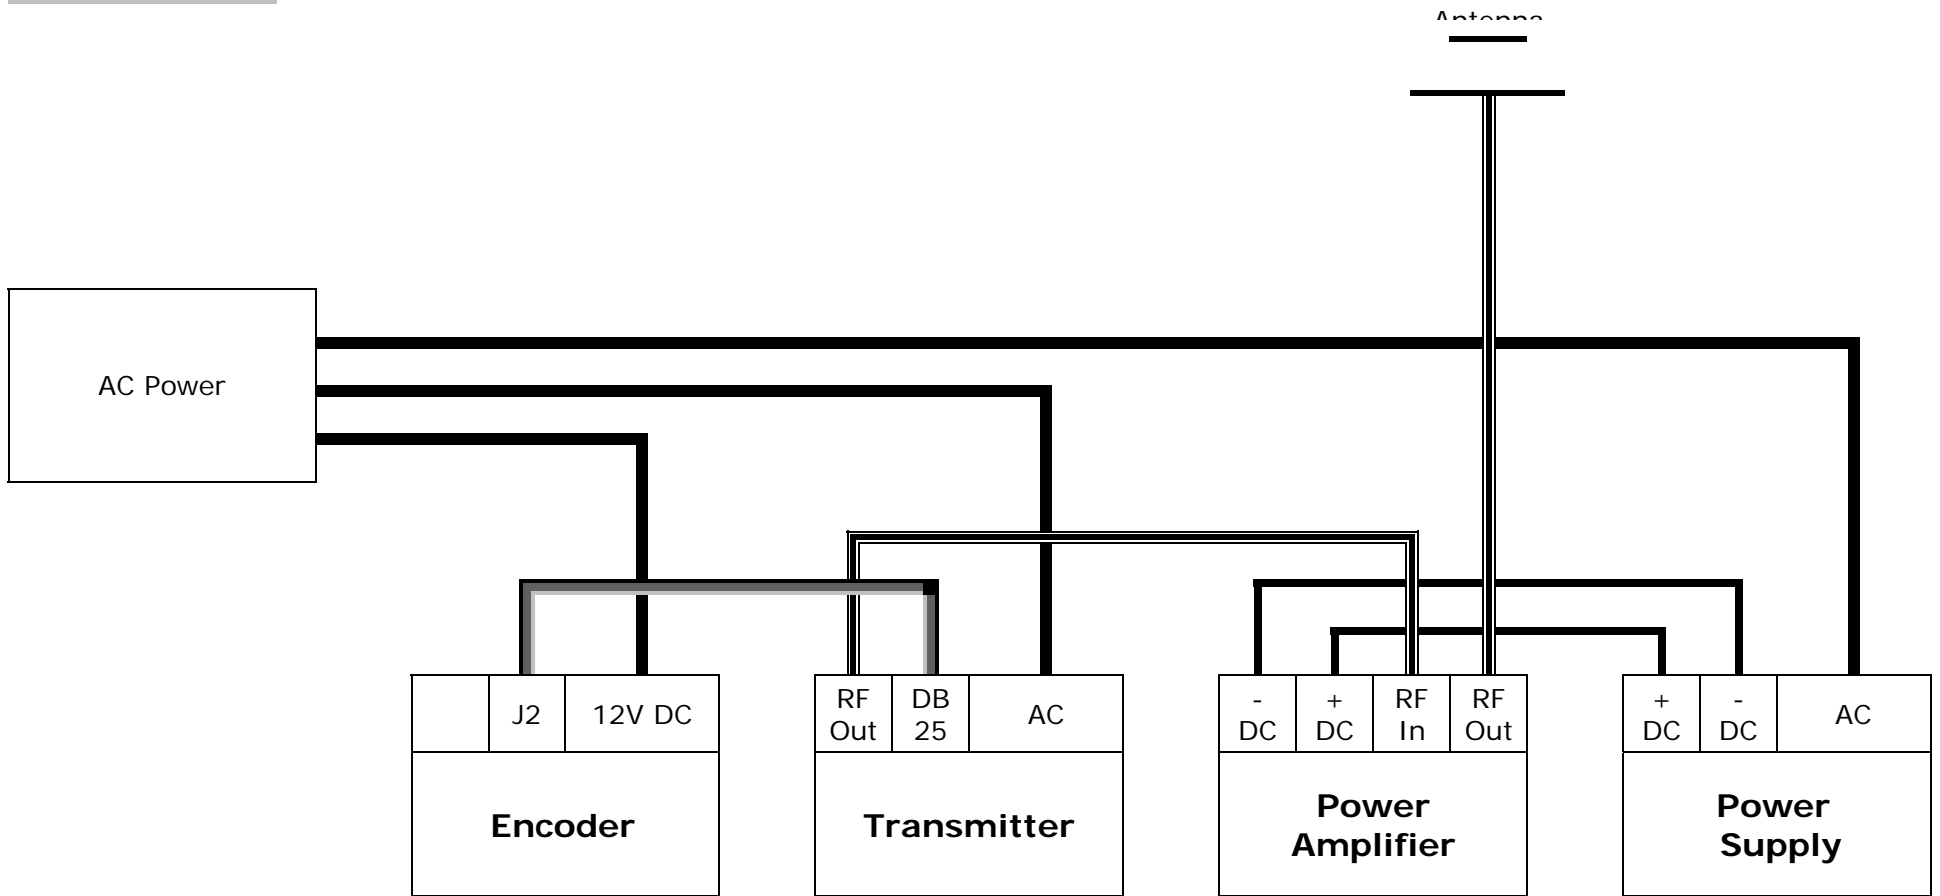 Antenna
AC Power
J2
12V DC
RF
Out
DB
25
AC
-
DC
+
DC
RF
In
RF
Out
+
DC
-
DC
AC
Encoder
Transmitter
Power
Amplifier
Power
Supply